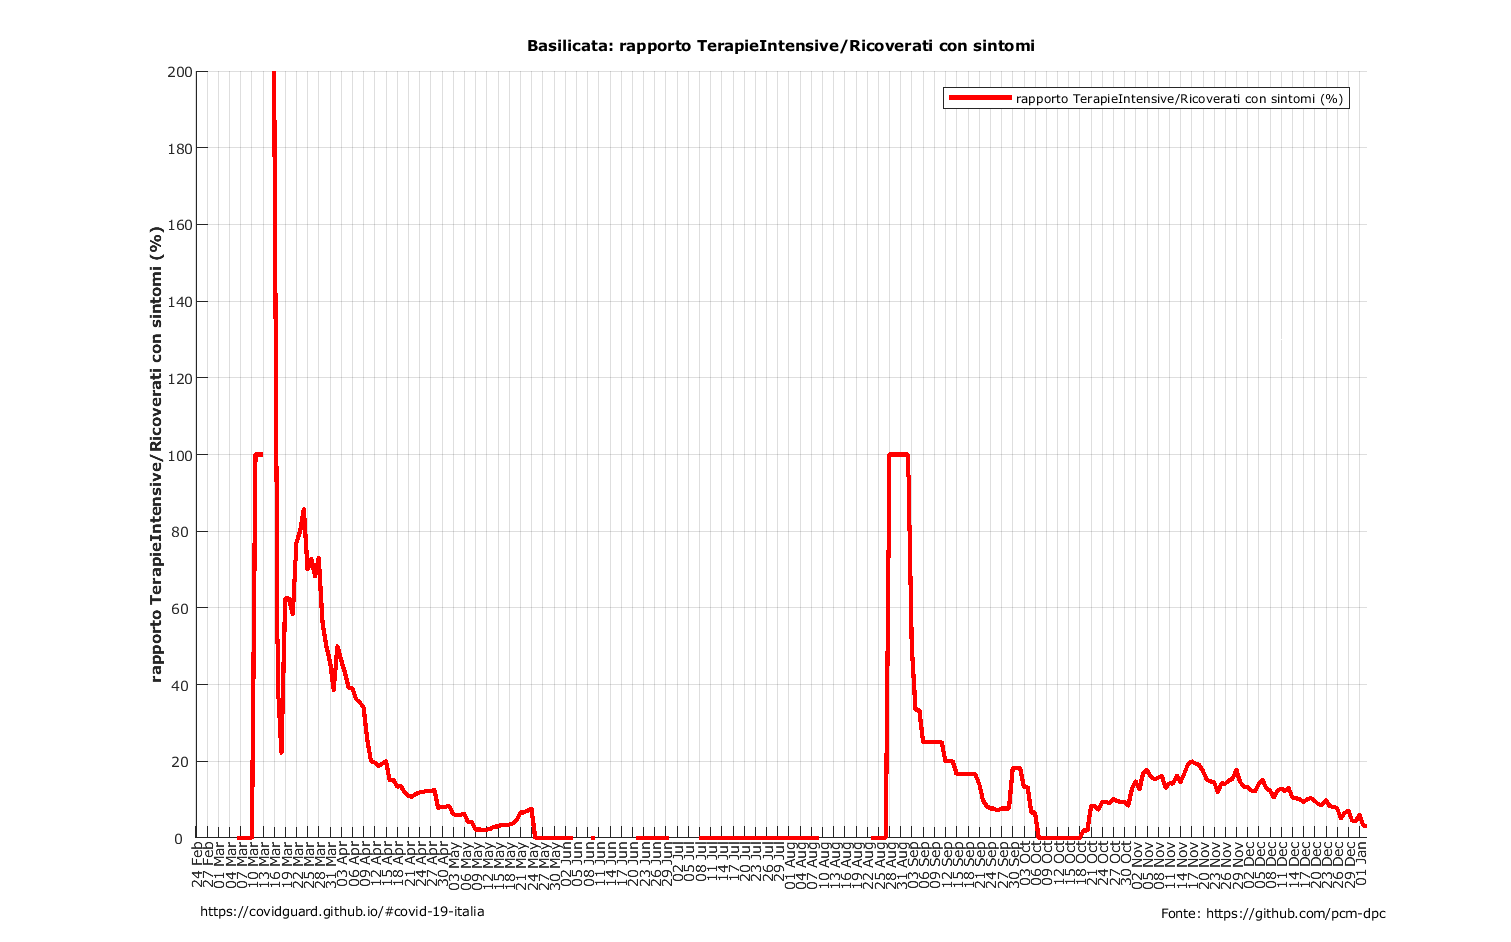 Basilicata: rapporto TerapieIntensive/Ricoverati con sintomi
rapporto TerapieIntensive/Ricoverati con sintomi (%)
rapporto TerapieIntensive/Ricoverati con sintomi (%)
200
180
160
140
120
100
80
60
40
20
0
24 Feb
27 Feb
01 Mar
04 Mar
07 Mar
10 Mar
13 Mar
16 Mar
19 Mar
22 Mar
25 Mar
28 Mar
31 Mar
03 Apr
06 Apr
09 Apr
12 Apr
15 Apr
18 Apr
21 Apr
24 Apr
27 Apr
30 Apr
03 May
06 May
09 May
12 May
15 May
18 May
21 May
24 May
27 May
30 May
02 Jun
05 Jun
08 Jun
11 Jun
14 Jun
17 Jun
20 Jun
23 Jun
26 Jun
29 Jun
02 Jul
05 Jul
08 Jul
11 Jul
14 Jul
17 Jul
20 Jul
23 Jul
26 Jul
29 Jul
01 Aug
04 Aug
07 Aug
10 Aug
13 Aug
16 Aug
19 Aug
22 Aug
25 Aug
28 Aug
31 Aug
03 Sep
06 Sep
09 Sep
12 Sep
15 Sep
18 Sep
21 Sep
24 Sep
27 Sep
30 Sep
03 Oct
06 Oct
09 Oct
12 Oct
15 Oct
18 Oct
21 Oct
24 Oct
27 Oct
30 Oct
02 Nov
05 Nov
08 Nov
11 Nov
14 Nov
17 Nov
20 Nov
23 Nov
26 Nov
29 Nov
02 Dec
05 Dec
08 Dec
11 Dec
14 Dec
17 Dec
20 Dec
23 Dec
26 Dec
29 Dec
01 Jan
https://covidguard.github.io/#covid-19-italia
Fonte: https://github.com/pcm-dpc